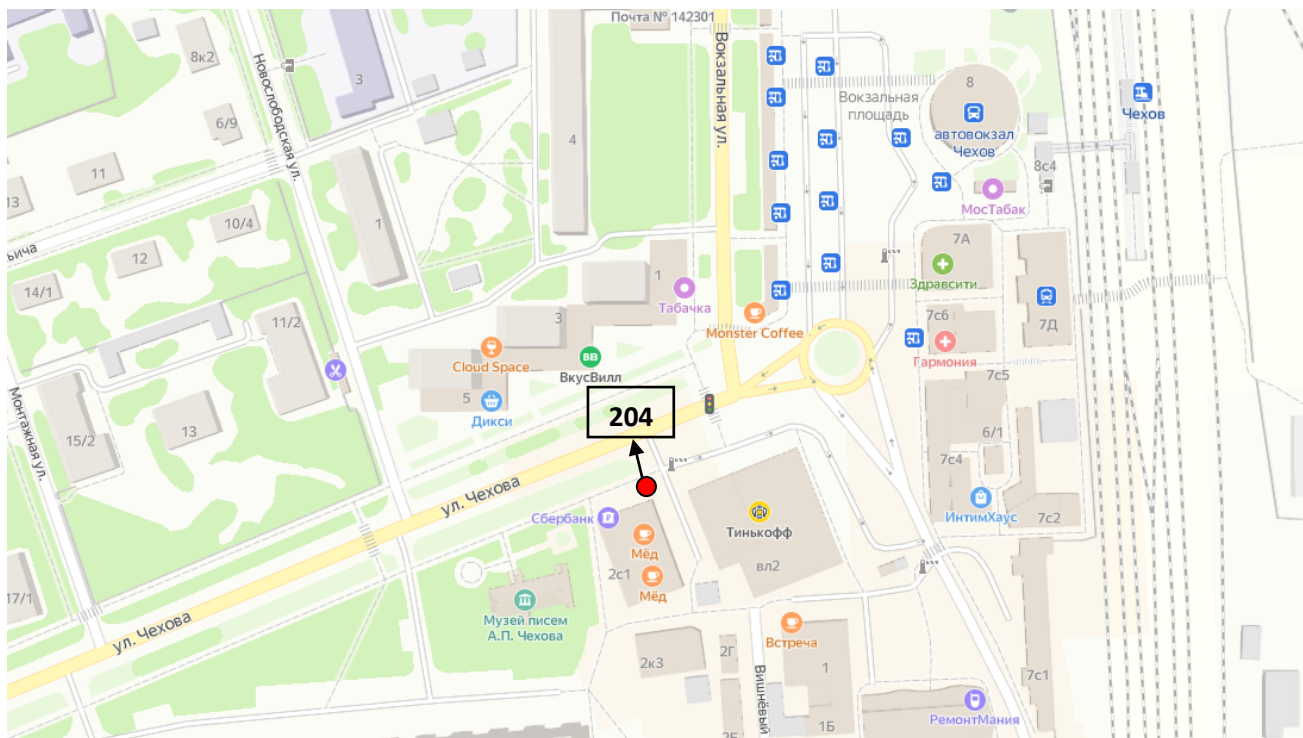 Почта № 142301
8к2
Новослободская ул.
3
Вокзальная ул.
6/9
4
Вокзальная
площадь
8
автовокзал
Чехов
Чехов
11
13
8с4
МосТабак
10/4
1
ьича
12
7А
14/1
1
Здравсити
Табачка
7Д
11/2
3
Monster Coffee
7с6
Гармония
Cloud Space
ВВ
ВкусВилл
7с5
5
Дикси
204
Монтажная ул.
15/2
13
6/1
7с4
ул. Чехова
ИнтимХаус
7с2
Сбербанк
Тинькофф
Мёд
вл2
2с1
Мёд
17/1
Музей писем
А.П. Чехова
ул. Чехова
Встреча
2к3
2Г
Вишнёвый
1
7с1
РемонтМания
1Б
2Б